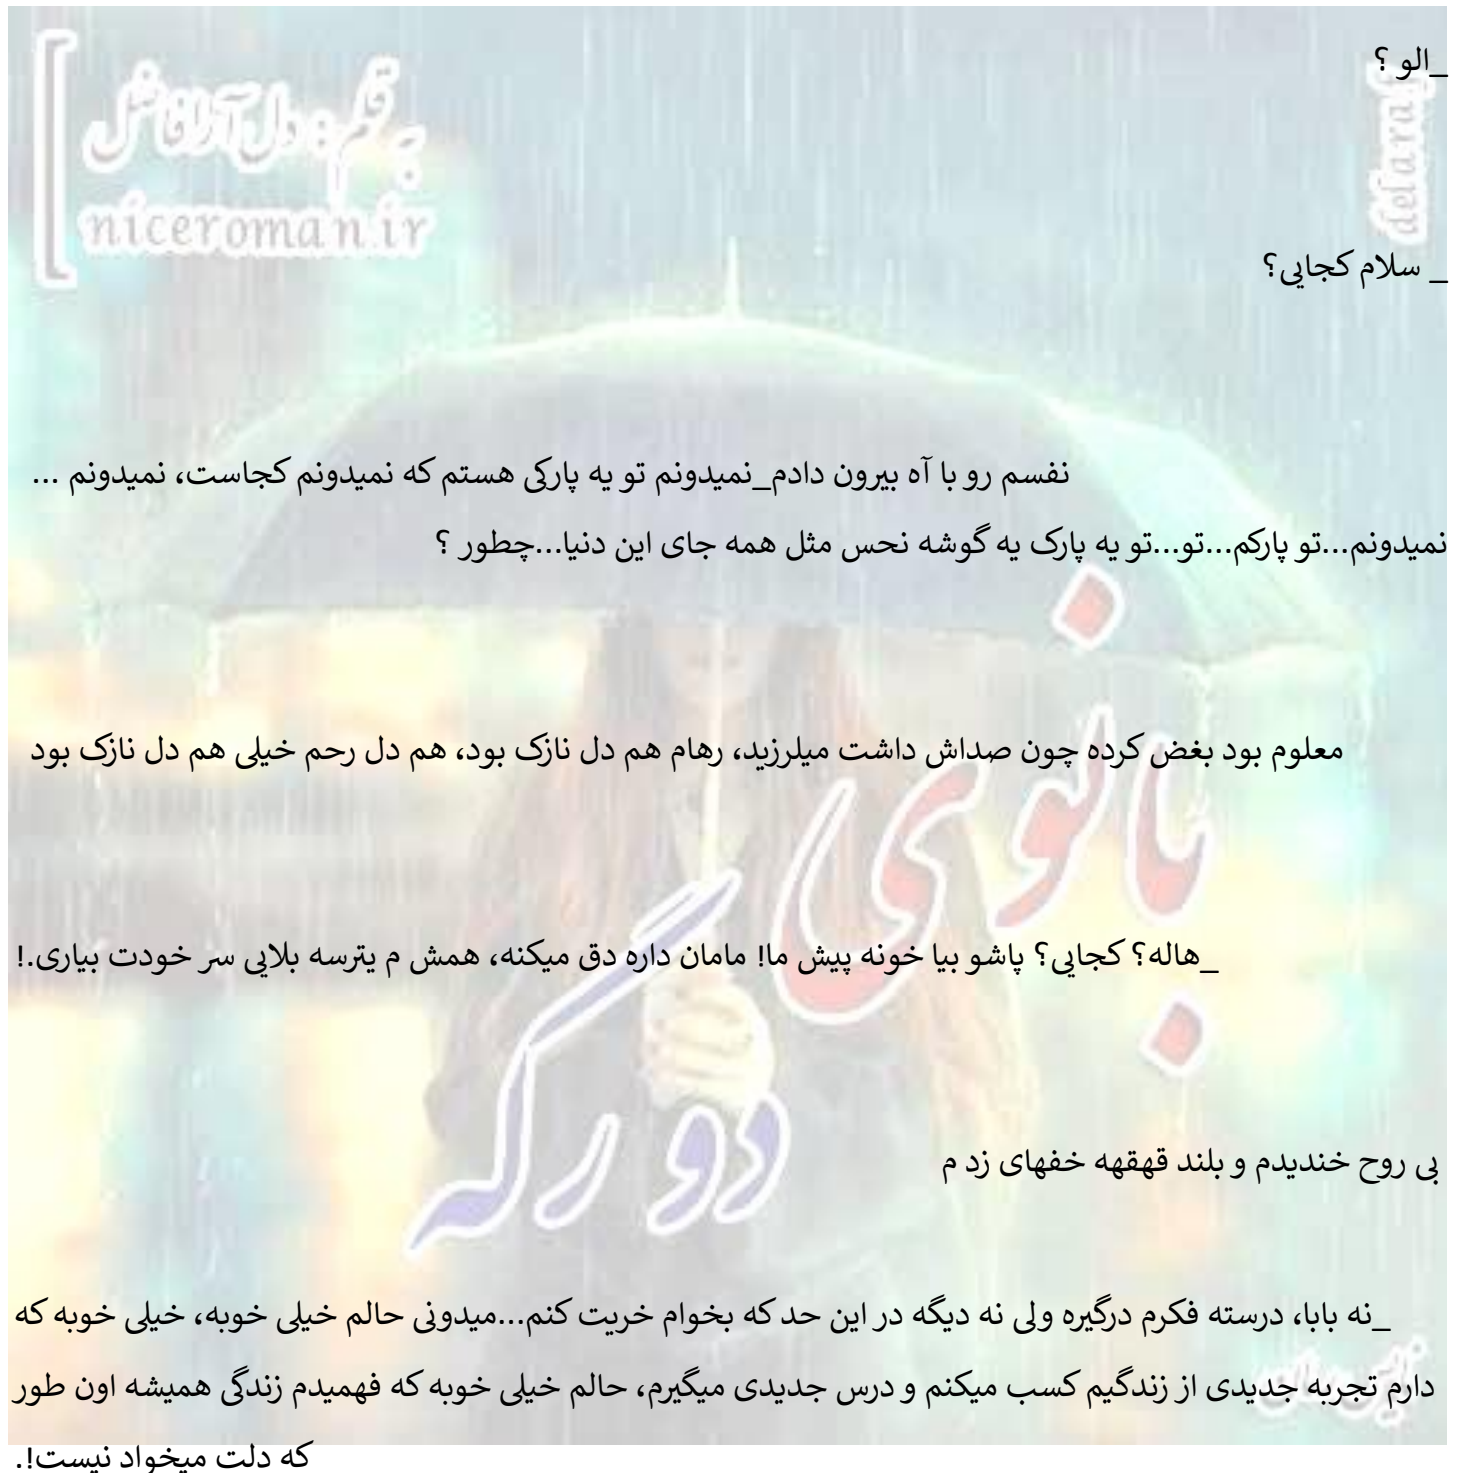 _الو ؟
به قلم: دل آرا فاضل
niceroman.ir
delara
_ سلام کجایی؟
نفسم رو با آه بیرون دادم_نمیدونم تو یه پارکی هستم که نمیدونم کجاست، نمیدونم ...
نمیدونم...تو پارکم...تو...تو یه پارک یه گوشه نحس مثل همه جای این دنیا...چطور ؟
معلوم بود بغض کرده چون صداش داشت میلرزید، رهام هم دل نازک بود، هم دل رحم خیلی هم دل نازک بود
بانوی
_هاله؟ کجایی؟ پاشو بیا خونه پیش ما! مامان داره دق میکنه، همش م یترسه بلایی سر خودت بیاری.!
دو رگه
بی روح خندیدم و بلند قهقهه خفهای زد م
_نه بابا، درسته فکرم درگیره ولی نه دیگه در این حد که بخوام خریت کنم...میدونی حالم خیلی خوبه، خیلی خوبه که
دارم تجربه جدیدی از زندگیم کسب میکنم و درس جدیدی میگیرم، حالم خیلی خوبه که فهمیدم زندگی همیشه اون طور
که دلت میخواد نیست!.